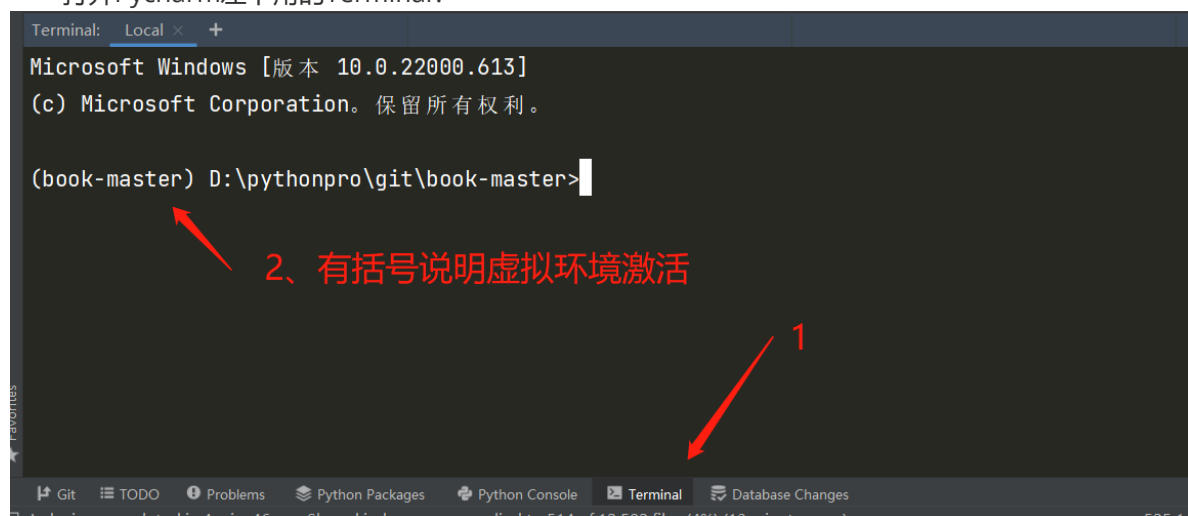 Terminal: Local × +
Microsoft Windows [版本 10.0.22000.613]
(c) Microsoft Corporation。保留所有权利。
(book-master) D:\pythonpro\git\book-master>
2、有括号说明虚拟环境激活
1
Favorites
Git TODO Problems Python Packages Python Console Terminal Database Changes